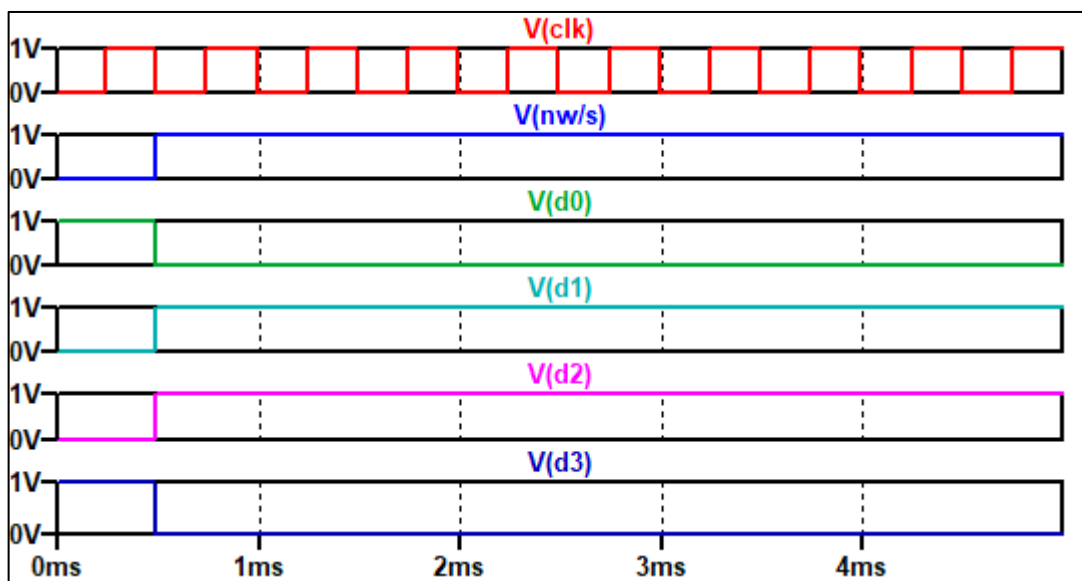 V(clk)
1V
0V
V(nw/s)
1V
0V
V(d0)
1V
0V
V(d1)
1V
0V
V(d2)
1V
0V
V(d3)
1V
0V
0ms 1ms 2ms 3ms 4ms